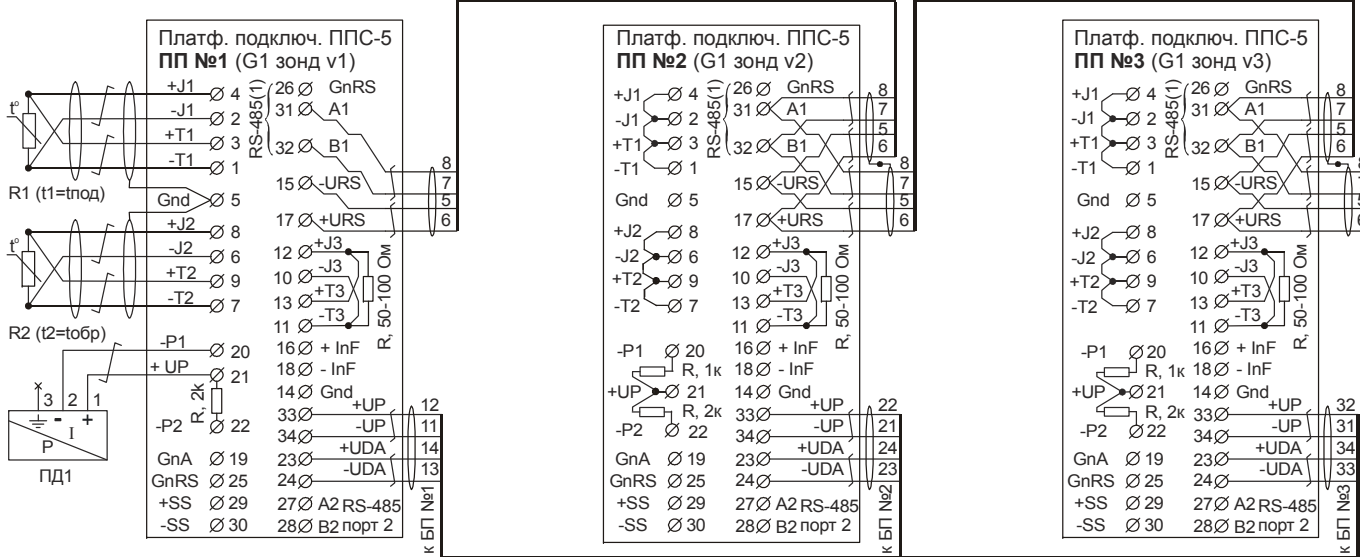 Платф. подключ. ППС-5
ПП №1 (G1 зонд v1)
+J1 4
-J1 2
+T1 3
-T1 1
Gnd 5
+J2 8
-J2 6
+T2 9
-T2 7
-P1 20
+ UP 21
R, 2к
-P2 22
GnA 19
GnRS 25
+SS 29
-SS 30
t°
R1 (t1=tпод)
t°
R2 (t2=tобр)
3 2 1
- +
I
P
ПД1
RS-485(1)
26 GnRS
31 A1
32 B1
15 -URS
17 +URS
8
7
5
6
12 +J3
10 -J3
13 +T3
11 -T3
R, 50-100 Ом
16 + InF
18 - InF
14 Gnd
33 +UP 12
34 -UP 11
23 +UDA 14
24 -UDA 13
27 A2 RS-485
28 B2 порт 2
к БП №1
Платф. подключ. ППС-5
ПП №2 (G1 зонд v2)
+J1 4
-J1 2
+T1 3
-T1 1
Gnd 5
+J2 8
-J2 6
+T2 9
-T2 7
-P1 20
R, 1к
+UP 21
R, 2к
-P2 22
GnA 19
GnRS 25
+SS 29
-SS 30
RS-485(1)
26 GnRS 8
31 A1 7
5
32 B1 6
15 -URS
17 +URS
8
7
5
6
12 +J3
10 -J3
13 +T3
11 -T3
R, 50-100 Ом
16 + InF
18 - InF
14 Gnd
33 +UP 22
34 -UP 21
23 +UDA 24
24 -UDA 23
27 A2 RS-485
28 B2 порт 2
к БП №2
Платф. подключ. ППС-5
ПП №3 (G1 зонд v3)
+J1 4
-J1 2
+T1 3
-T1 1
Gnd 5
+J2 8
-J2 6
+T2 9
-T2 7
-P1 20
R, 1к
+UP 21
R, 2к
-P2 22
GnA 19
GnRS 25
+SS 29
-SS 30
RS-485(1)
26 GnRS 8
31 A1 7
5
32 B1 6
15 -URS
17 +URS
12 +J3
10 -J3
13 +T3
11 -T3
R, 50-100 Ом
16 + InF
18 - InF
14 Gnd
33 +UP 32
34 -UP 31
23 +UDA 34
24 -UDA 33
27 A2 RS-485
28 B2 порт 2
к БП №3